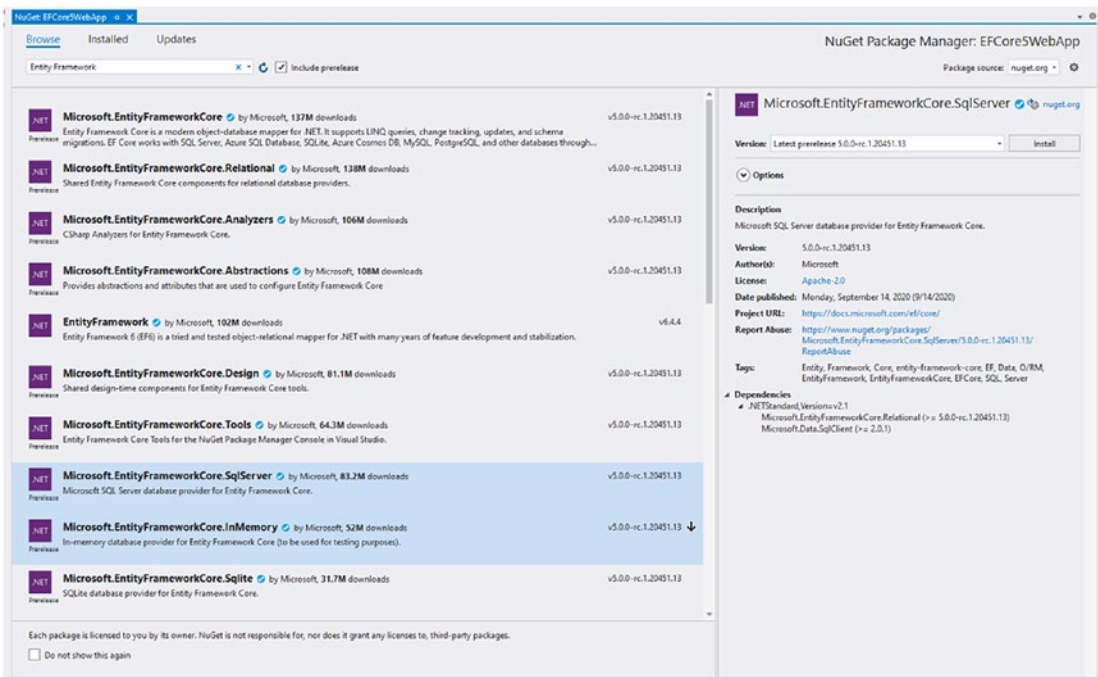 NuGet: EFCore5WebApp
Browse Installed Updates
NuGet Package Manager: EFCore5WebApp
Entity Framework
Include prerelease
Package source: nuget.org
.NET
Prerelease
Microsoft.EntityFrameworkCore by Microsoft, 137M downloads v5.0.0-rc.1.20451.13
Entity Framework Core is a modern object-database mapper for .NET. It supports LINQ queries, change tracking, updates, and schema
migrations. EF Core works with SQL Server, Azure SQL Database, SQLite, Azure Cosmos DB, MySQL, PostgreSQL, and other databases through...
.NET
Prerelease
Microsoft.EntityFrameworkCore.Relational by Microsoft, 138M downloads v5.0.0-rc.1.20451.13
Shared Entity Framework Core components for relational database providers.
.NET
Prerelease
Microsoft.EntityFrameworkCore.Analyzers by Microsoft, 106M downloads v5.0.0-rc.1.20451.13
CSharp Analyzers for Entity Framework Core.
.NET
Prerelease
Microsoft.EntityFrameworkCore.Abstractions by Microsoft, 108M downloads v5.0.0-rc.1.20451.13
Provides abstractions and attributes that are used to configure Entity Framework Core
.NET
EntityFramework by Microsoft, 102M downloads v6.4.4
Entity Framework 6 (EF6) is a tried and tested object-relational mapper for .NET with many years of feature development and stabilization.
.NET
Prerelease
Microsoft.EntityFrameworkCore.Design by Microsoft, 81.1M downloads v5.0.0-rc.1.20451.13
Shared design-time components for Entity Framework Core tools.
.NET
Prerelease
Microsoft.EntityFrameworkCore.Tools by Microsoft, 64.3M downloads v5.0.0-rc.1.20451.13
Entity Framework Core Tools for the NuGet Package Manager Console in Visual Studio.
.NET
Prerelease
Microsoft.EntityFrameworkCore.SqlServer by Microsoft, 83.2M downloads v5.0.0-rc.1.20451.13
Microsoft SQL Server database provider for Entity Framework Core.
.NET
Prerelease
Microsoft.EntityFrameworkCore.InMemory by Microsoft, 52M downloads v5.0.0-rc.1.20451.13
In-memory database provider for Entity Framework Core (to be used for testing purposes).
.NET
Prerelease
Microsoft.EntityFrameworkCore.Sqlite by Microsoft, 31.7M downloads v5.0.0-rc.1.20451.13
SQLite database provider for Entity Framework Core.
Each package is licensed to you by its owner. NuGet is not responsible for, nor does it grant any licenses to, third-party packages.
Do not show this again
.NET Microsoft.EntityFrameworkCore.SqlServer nuget.org
Version: Latest prerelease 5.0.0-rc.1.20451.13 Install
Options
Description
Microsoft SQL Server database provider for Entity Framework Core.
Version: 5.0.0-rc.1.20451.13
Author(s): Microsoft
License: Apache-2.0
Date published: Monday, September 14, 2020 (9/14/2020)
Project URL: https://docs.microsoft.com/ef/core/
Report Abuse: https://www.nuget.org/packages/
Microsoft.EntityFrameworkCore.SqlServer/5.0.0-rc.1.20451.13/
ReportAbuse
Tags: Entity, Framework, Core, entity-framework-core, EF, Data, O/RM,
EntityFramework, EntityFrameworkCore, EFCore, SQL, Server
Dependencies
.NETStandard,Version=v2.1
Microsoft.EntityFrameworkCore.Relational (>= 5.0.0-rc.1.20451.13)
Microsoft.Data.SqlClient (>= 2.0.1)